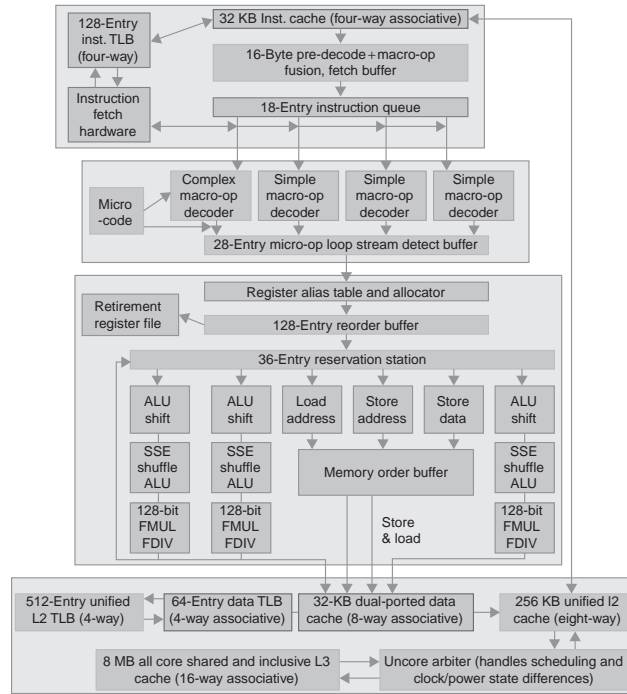 128-Entry
inst. TLB
(four-way)
32 KB Inst. cache (four-way associative)
16-Byte pre-decode+macro-op
fusion, fetch buffer
Instruction
fetch
hardware
18-Entry instruction queue
Micro
-code
Complex
macro-op
decoder
Simple
macro-op
decoder
Simple
macro-op
decoder
Simple
macro-op
decoder
28-Entry micro-op loop stream detect buffer
Register alias table and allocator
Retirement
register file
128-Entry reorder buffer
36-Entry reservation station
ALU
shift
ALU
shift
Load
address
Store
address
Store
data
ALU
shift
SSE
shuffle
ALU
SSE
shuffle
ALU
Memory order buffer
SSE
shuffle
ALU
128-bit
FMUL
FDIV
128-bit
FMUL
FDIV
Store
& load
128-bit
FMUL
FDIV
512-Entry unified
L2 TLB (4-way)
64-Entry data TLB
(4-way associative)
32-KB dual-ported data
cache (8-way associative)
256 KB unified l2
cache (eight-way)
8 MB all core shared and inclusive L3
cache (16-way associative)
Uncore arbiter (handles scheduling and
clock/power state differences)